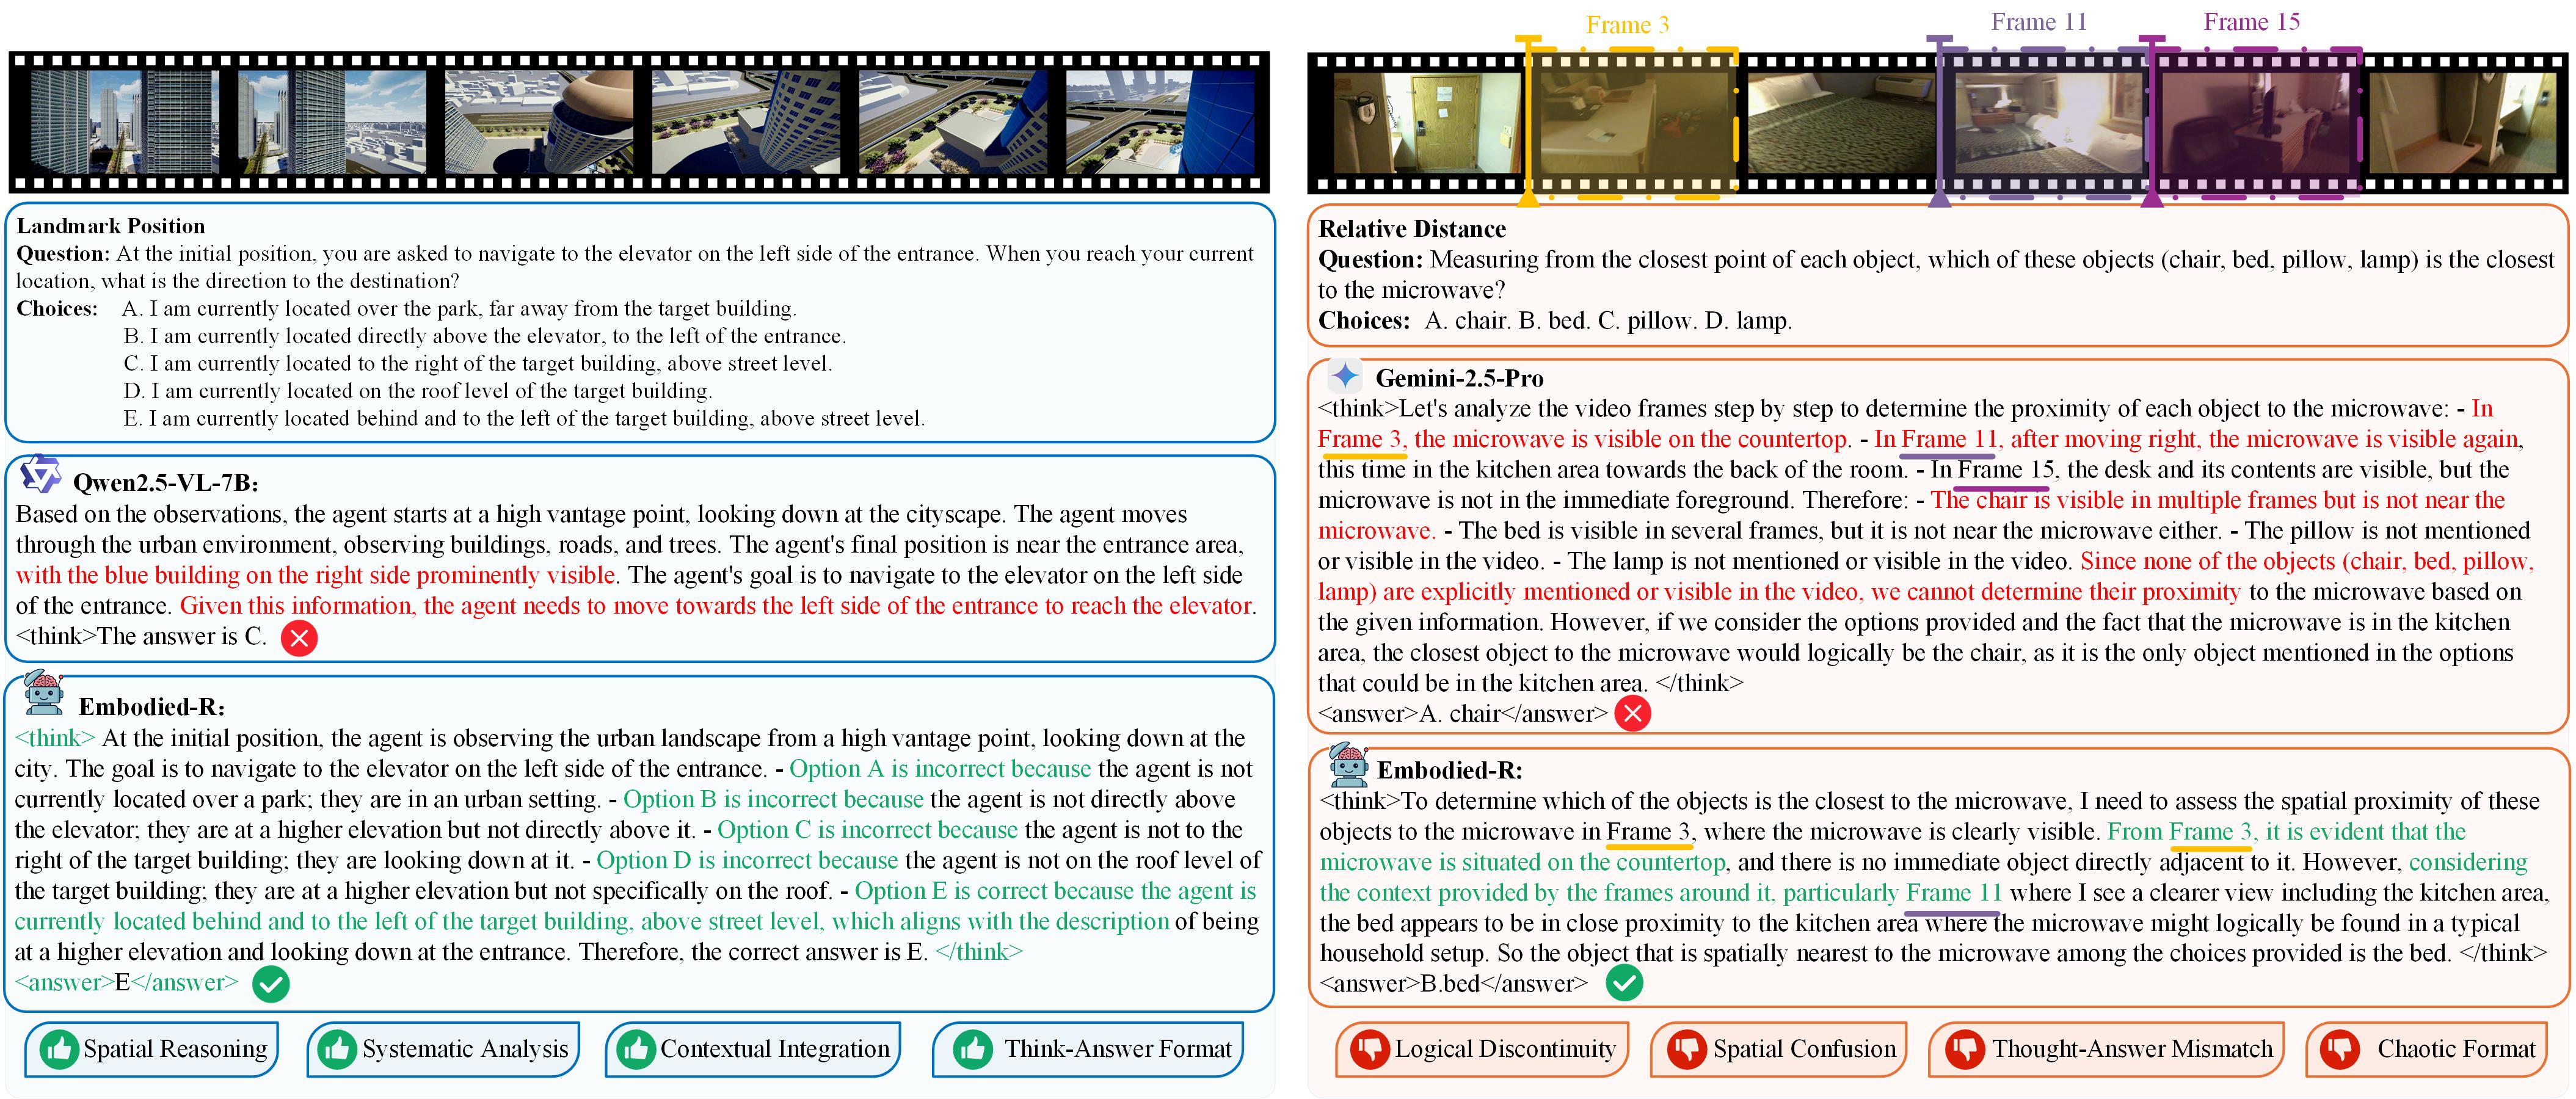 Frame 3
Frame 11
Frame 15
Landmark Position
Question: At the initial position, you are asked to navigate to the elevator on the left side of the entrance. When you reach your current
location, what is the direction to the destination?
Choices: A. I am currently located over the park, far away from the target building.
B. I am currently located directly above the elevator, to the left of the entrance.
C. I am currently located to the right of the target building, above street level.
D. I am currently located on the roof level of the target building.
E. I am currently located behind and to the left of the target building, above street level.
Qwen2.5-VL-7B:
Based on the observations, the agent starts at a high vantage point, looking down at the cityscape. The agent moves
through the urban environment, observing buildings, roads, and trees. The agent's final position is near the entrance area,
with the blue building on the right side prominently visible. The agent's goal is to navigate to the elevator on the left side
of the entrance. Given this information, the agent needs to move towards the left side of the entrance to reach the elevator.
<think>The answer is C.
Embodied-R:
<think> At the initial position, the agent is observing the urban landscape from a high vantage point, looking down at the
city. The goal is to navigate to the elevator on the left side of the entrance. - Option A is incorrect because the agent is not
currently located over a park; they are in an urban setting. - Option B is incorrect because the agent is not directly above
the elevator; they are at a higher elevation but not directly above it. - Option C is incorrect because the agent is not to the
right of the target building; they are looking down at it. - Option D is incorrect because the agent is not on the roof level of
the target building; they are at a higher elevation but not specifically on the roof. - Option E is correct because the agent is
currently located behind and to the left of the target building, above street level, which aligns with the description of being
at a higher elevation and looking down at the entrance. Therefore, the correct answer is E. </think>
<answer>E</answer>
Spatial Reasoning
Systematic Analysis
Contextual Integration
Think-Answer Format
Relative Distance
Question: Measuring from the closest point of each object, which of these objects (chair, bed, pillow, lamp) is the closest
to the microwave?
Choices: A. chair. B. bed. C. pillow. D. lamp.
Gemini-2.5-Pro
<think>Let's analyze the video frames step by step to determine the proximity of each object to the microwave: - In
Frame 3, the microwave is visible on the countertop. - In Frame 11, after moving right, the microwave is visible again,
this time in the kitchen area towards the back of the room. - In Frame 15, the desk and its contents are visible, but the
microwave is not in the immediate foreground. Therefore: - The chair is visible in multiple frames but is not near the
microwave. - The bed is visible in several frames, but it is not near the microwave either. - The pillow is not mentioned
or visible in the video. - The lamp is not mentioned or visible in the video. Since none of the objects (chair, bed, pillow,
lamp) are explicitly mentioned or visible in the video, we cannot determine their proximity to the microwave based on
the given information. However, if we consider the options provided and the fact that the microwave is in the kitchen
area, the closest object to the microwave would logically be the chair, as it is the only object mentioned in the options
that could be in the kitchen area. </think>
<answer>A. chair</answer>
Embodied-R:
<think>To determine which of the objects is the closest to the microwave, I need to assess the spatial proximity of these
objects to the microwave in Frame 3, where the microwave is clearly visible. From Frame 3, it is evident that the
microwave is situated on the countertop, and there is no immediate object directly adjacent to it. However, considering
the context provided by the frames around it, particularly Frame 11 where I see a clearer view including the kitchen area,
the bed appears to be in close proximity to the kitchen area where the microwave might logically be found in a typical
household setup. So the object that is spatially nearest to the microwave among the choices provided is the bed. </think>
<answer>B.bed</answer>
Logical Discontinuity
Spatial Confusion
Thought-Answer Mismatch
Chaotic Format